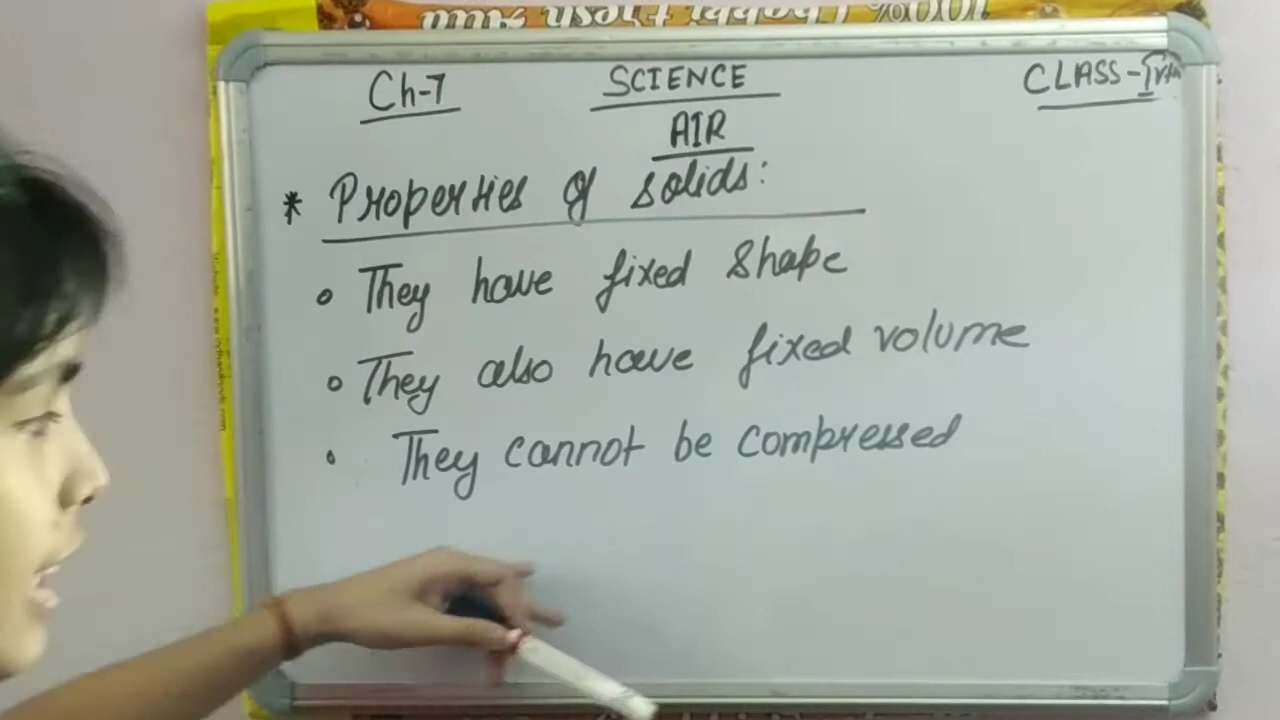 Ch-7 SCIENCE CLASS-IVth
AIR
* Properties of solids:
They have fixed shape
They also have fixed volume
They cannot be compressed